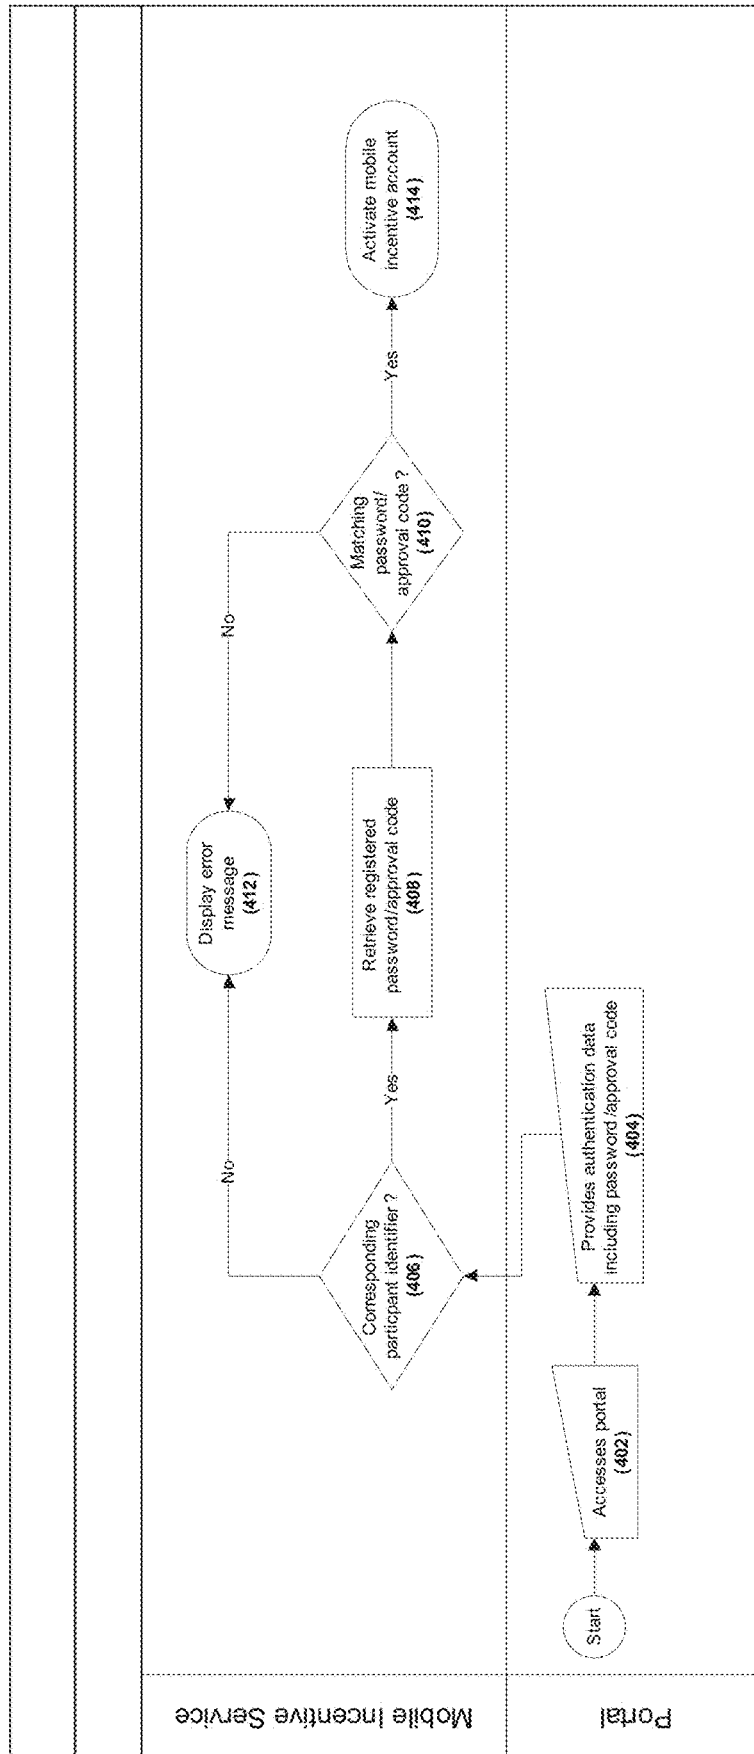 Mobile Incentive Service
Display error
message
(412)
No
No
Corresponding
particpant identifier ?
(406)
Yes
Retrieve registered
password/approval code
(408)
Matching
password/
approval code ?
(410)
Yes
Activate mobile
incentive account
(414)
Portal
Start
Accesses portal
(402)
Provides authentication data
including password /approval code
(404)